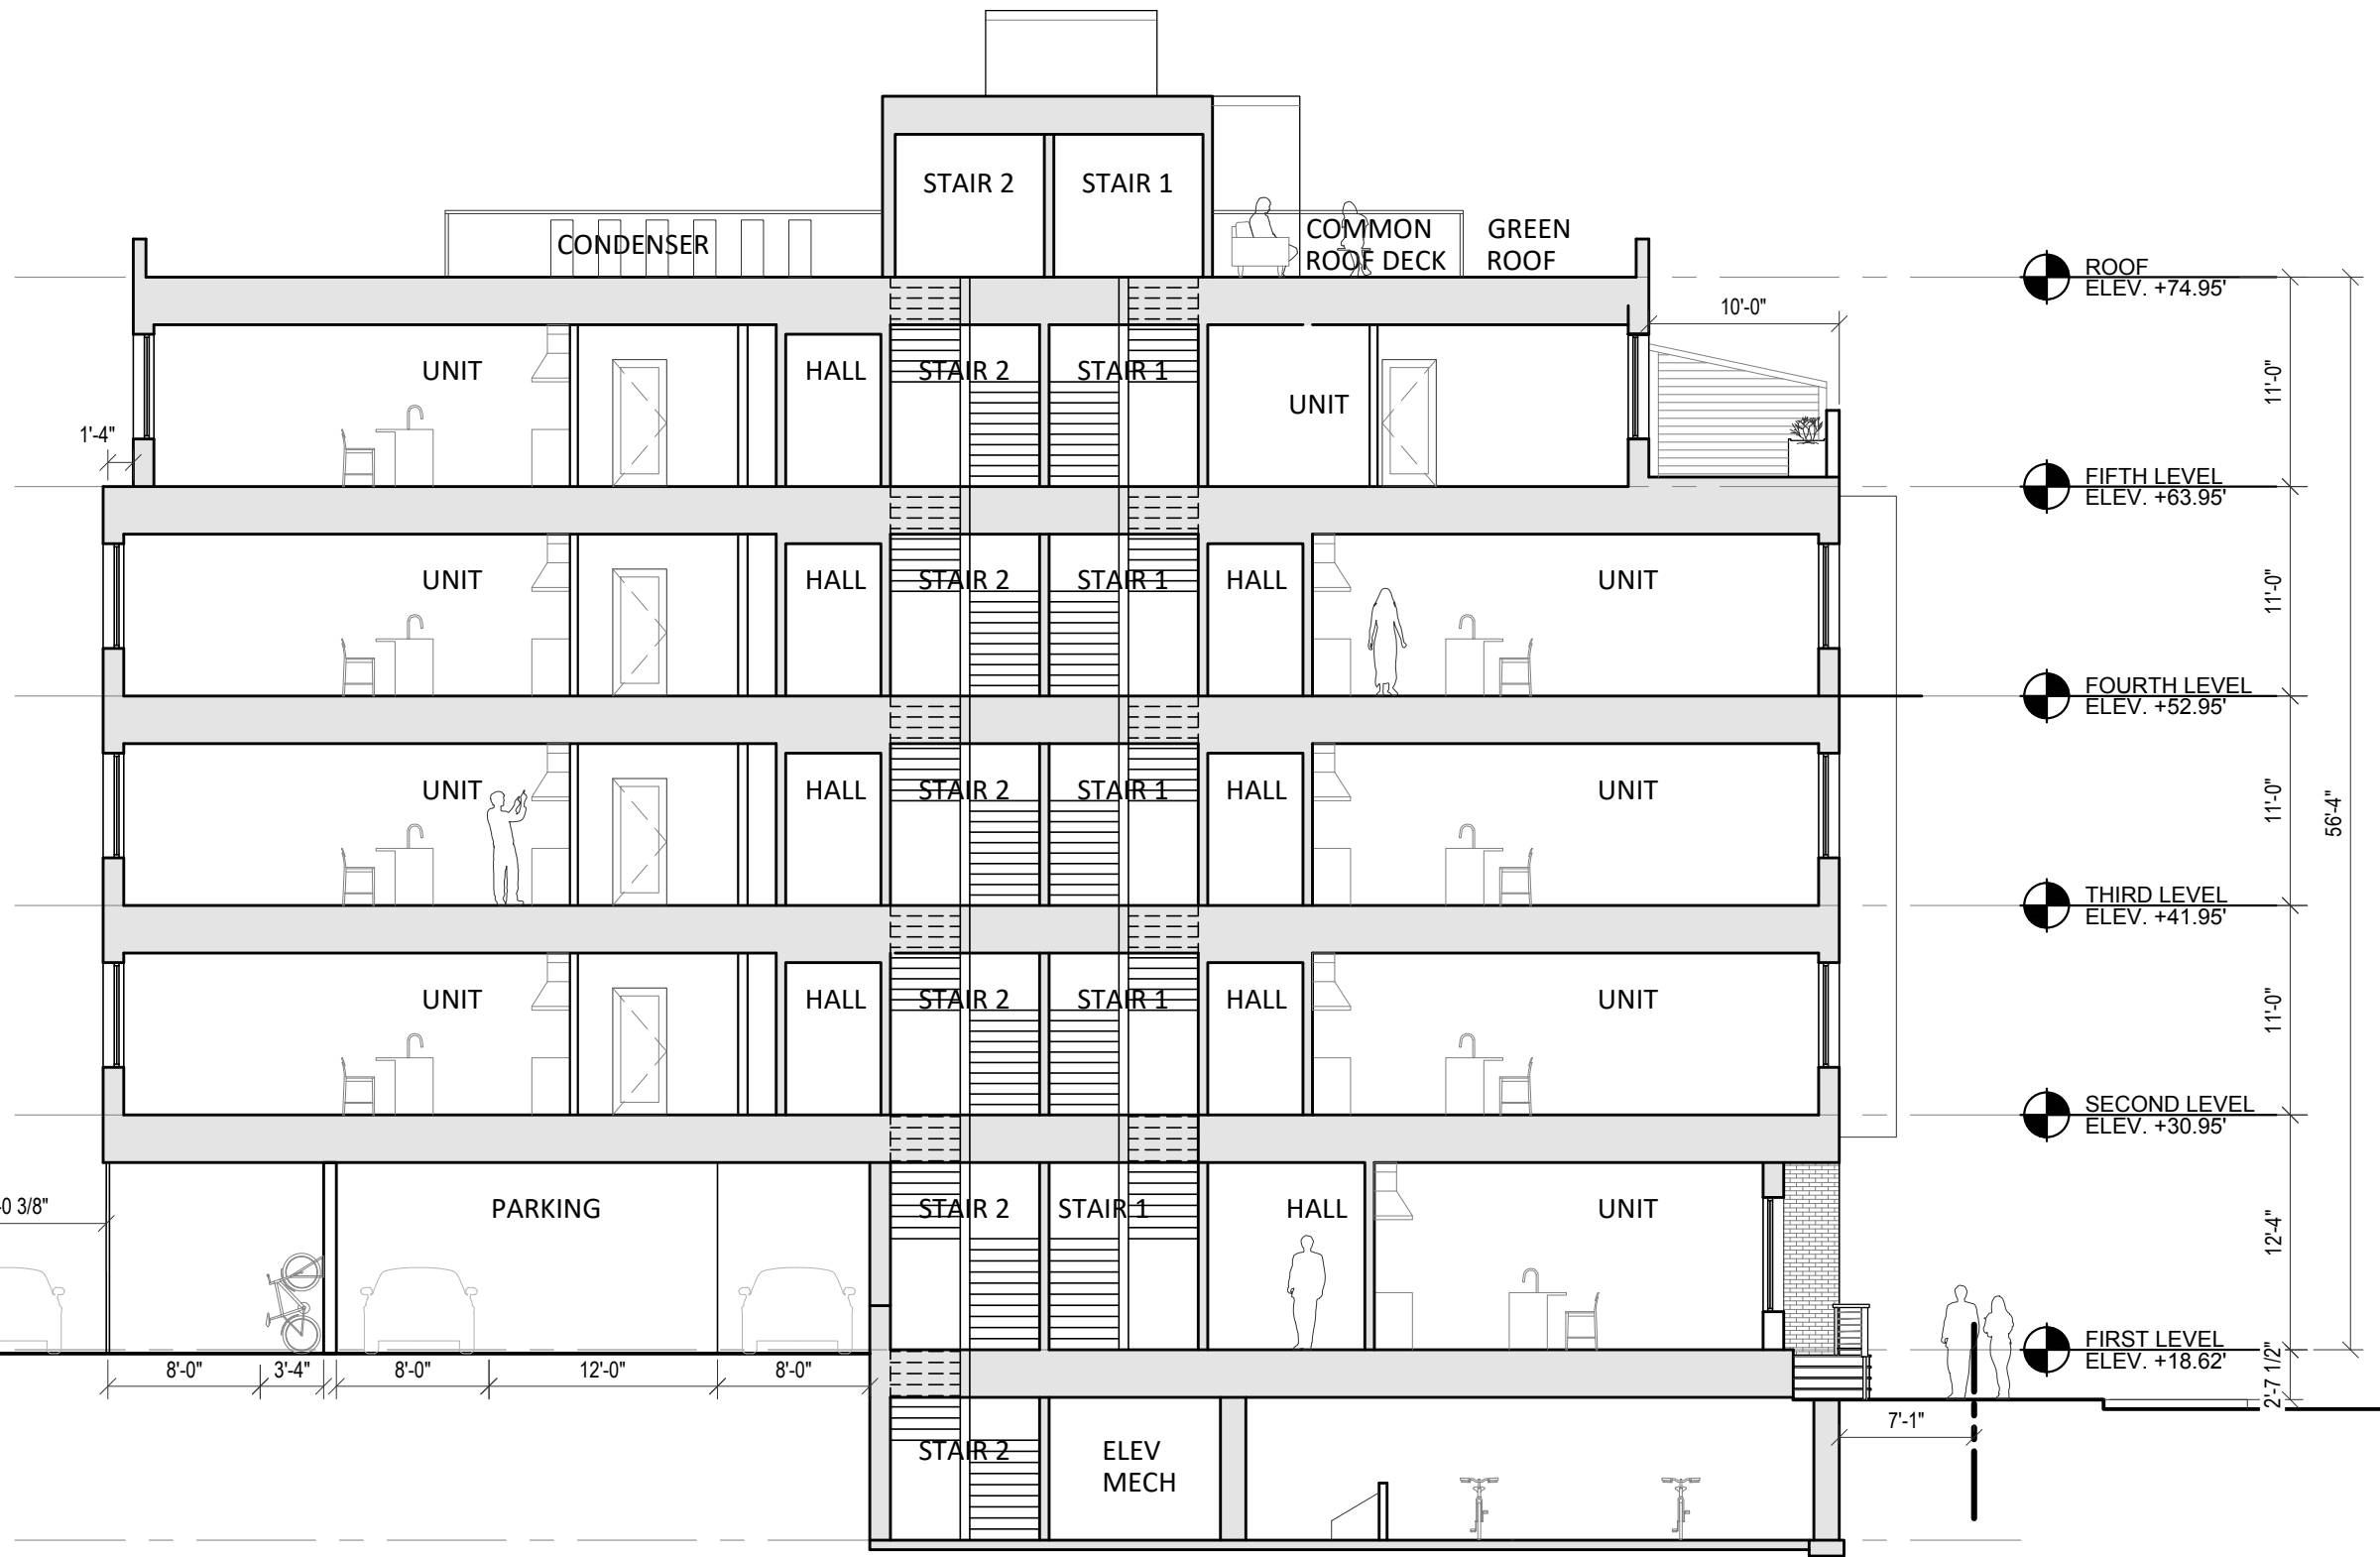 STAIR 2 STAIR 1
CONDENSER
COMMON
ROOF DECK
GREEN
ROOF
ROOF
ELEV. +74.95'
10'-0"
11'-0"
UNIT HALL STAIR 2 STAIR 1 UNIT
1'-4"
FIFTH LEVEL
ELEV. +63.95'
11'-0"
UNIT HALL STAIR 2 STAIR 1 HALL UNIT
FOURTH LEVEL
ELEV. +52.95'
11'-0"
56'-4"
UNIT HALL STAIR 2 STAIR 1 HALL UNIT
THIRD LEVEL
ELEV. +41.95'
11'-0"
UNIT HALL STAIR 2 STAIR 1 HALL UNIT
SECOND LEVEL
ELEV. +30.95'
12'-4"
-0 3/8"
PARKING STAIR 2 STAIR 1 HALL UNIT
FIRST LEVEL
ELEV. +18.62'
8'-0" 3'-4" 8'-0" 12'-0" 8'-0"
2'-7 1/2"
7'-1"
STAIR 2
ELEV
MECH